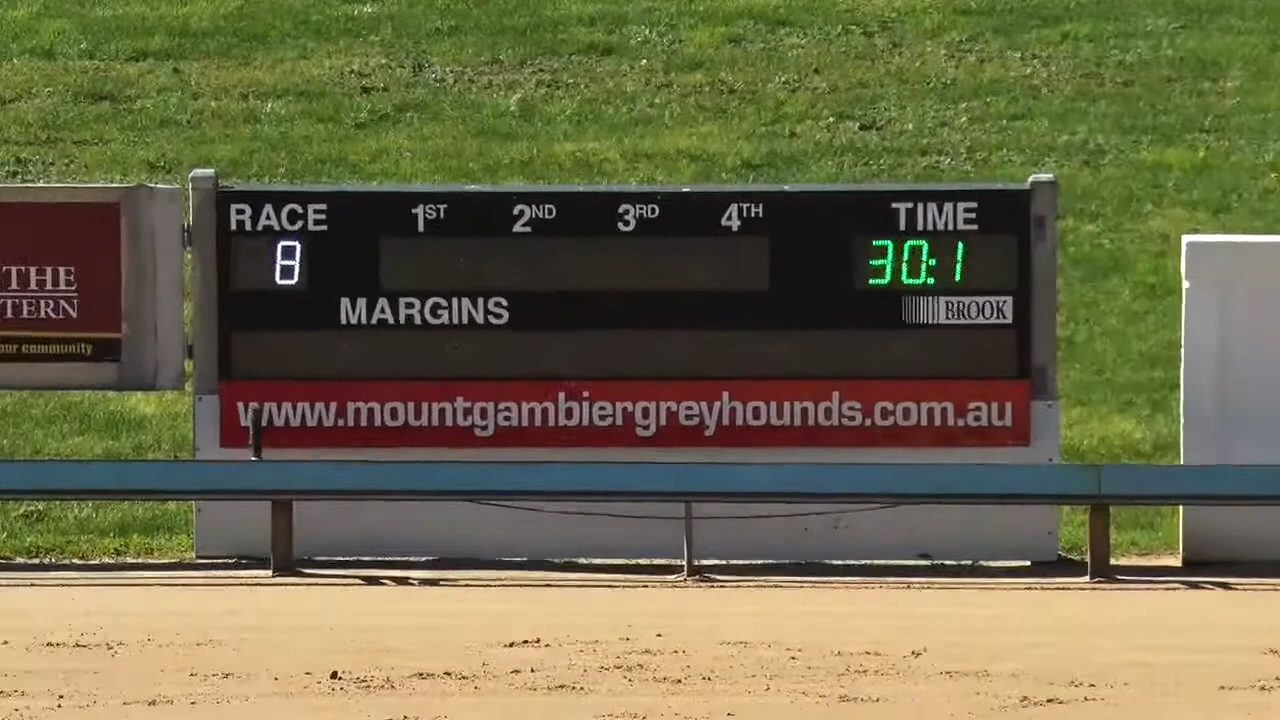 RACE 1ST 2ND 3RD 4TH TIME
8 30:1
MARGINS BROOK
www.mountgambiergreyhounds.com.au
THE
TERN
our community